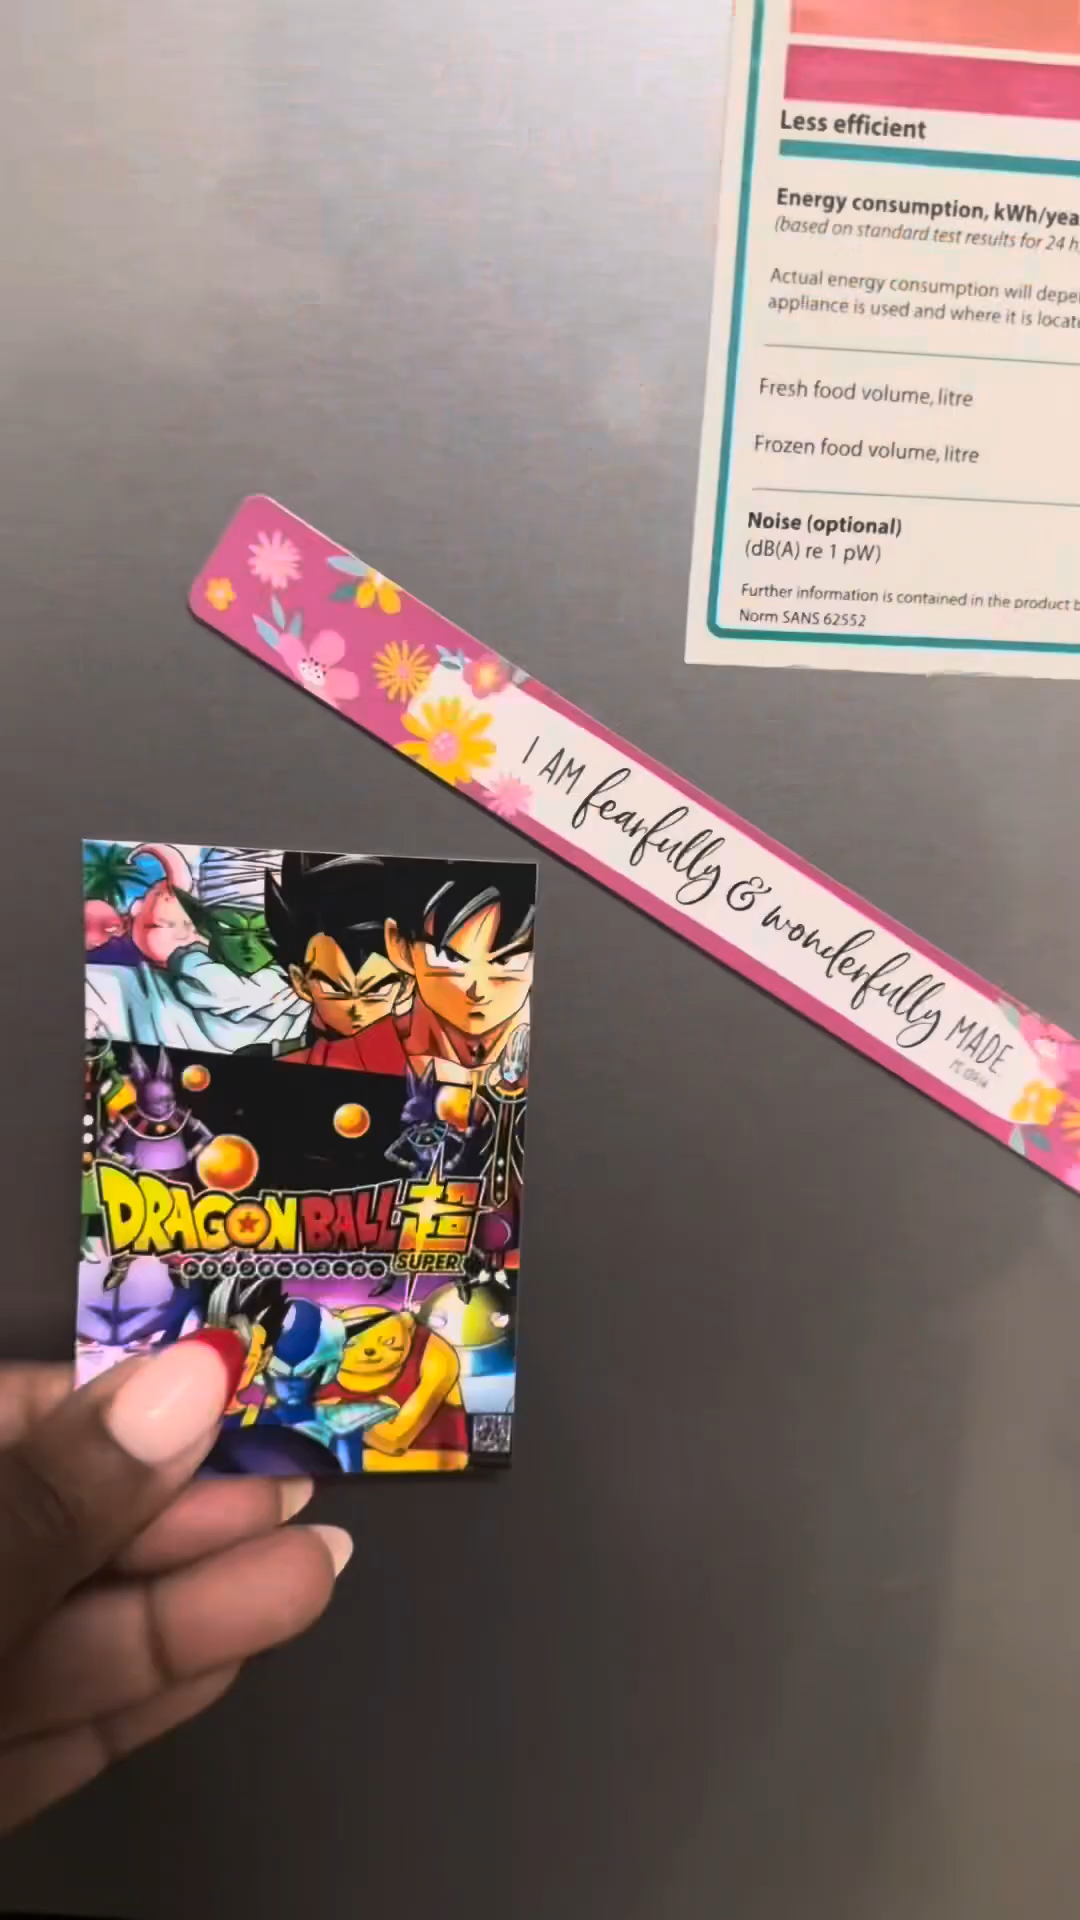 Less efficient
Energy consumption, kWh/yea
(based on standard test results for 24 h
Actual energy consumption will depe
appliance is used and where it is locat
Fresh food volume, litre
Frozen food volume, litre
Noise (optional)
(dB(A) re 1 pW)
Further information is contained in the product b
Norm SANS 62552
I AM fearfully & wonderfully MADE
DRAGON BALL 超
SUPER